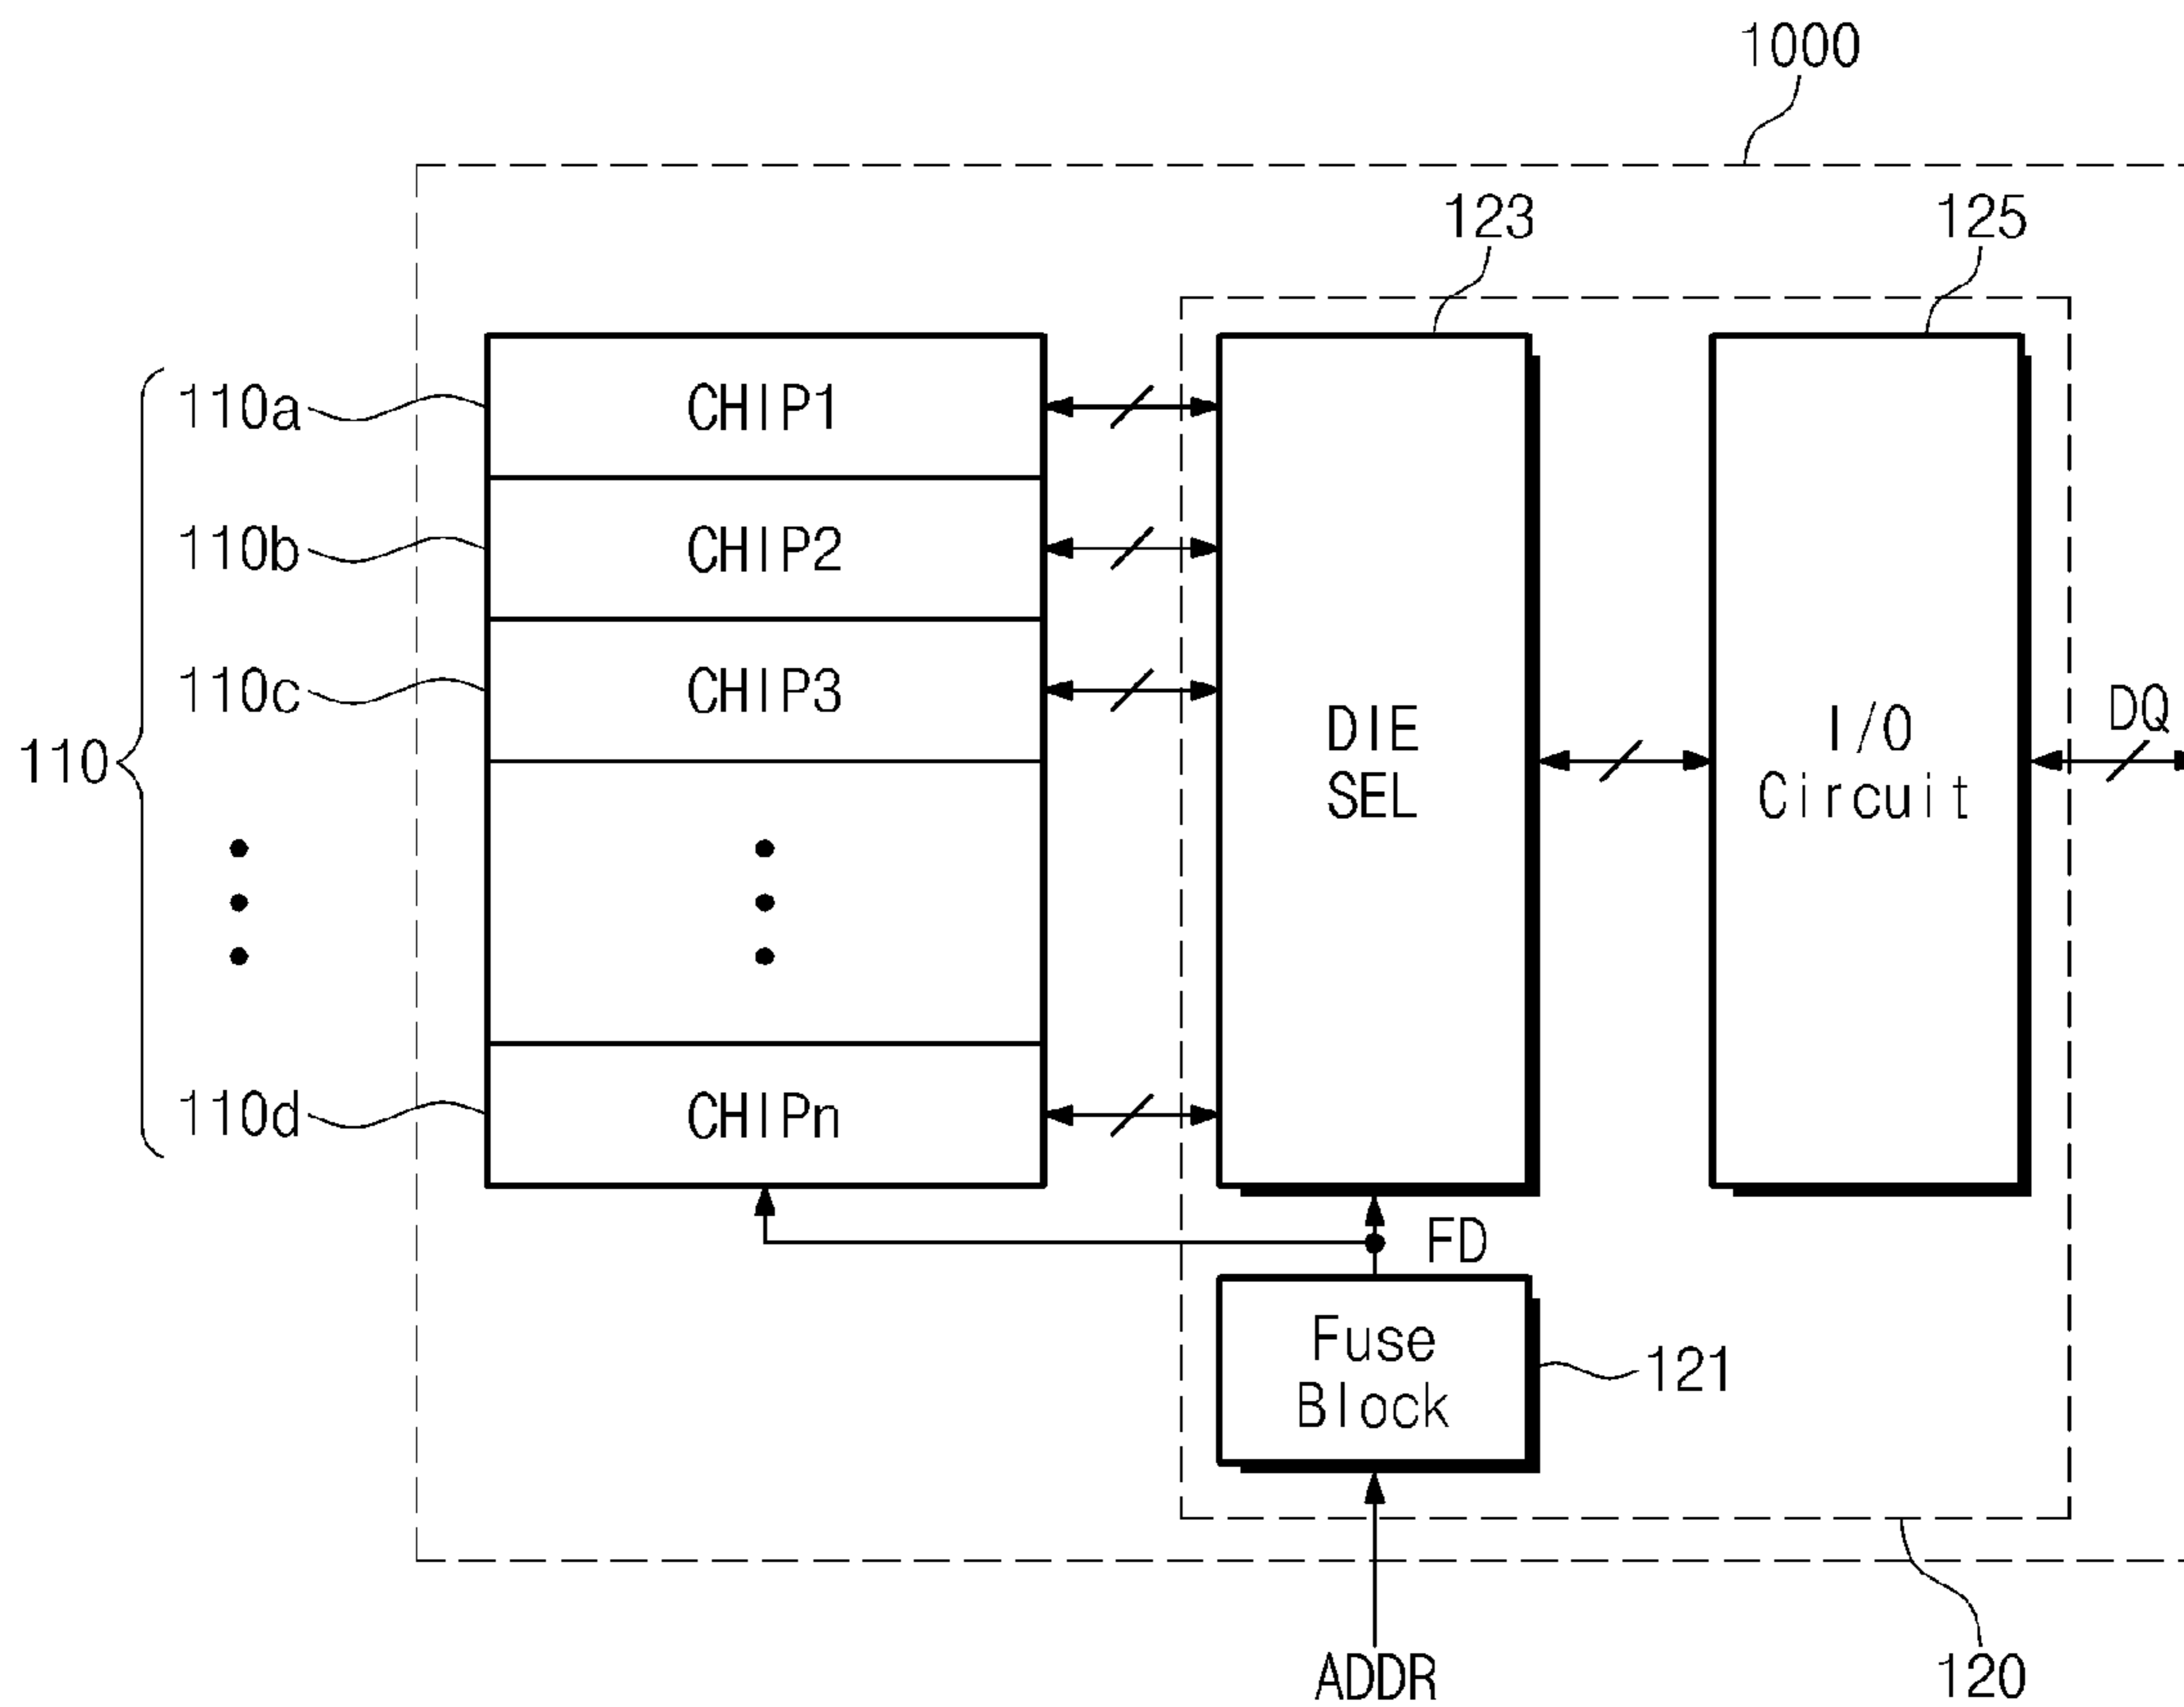 1000
123
125
110a
CHIP1
110b
CHIP2
110c
CHIP3
110
DIE
SEL
I/O
Circuit
DQ
110d
CHIPn
FD
Fuse
Block
121
ADDR
120